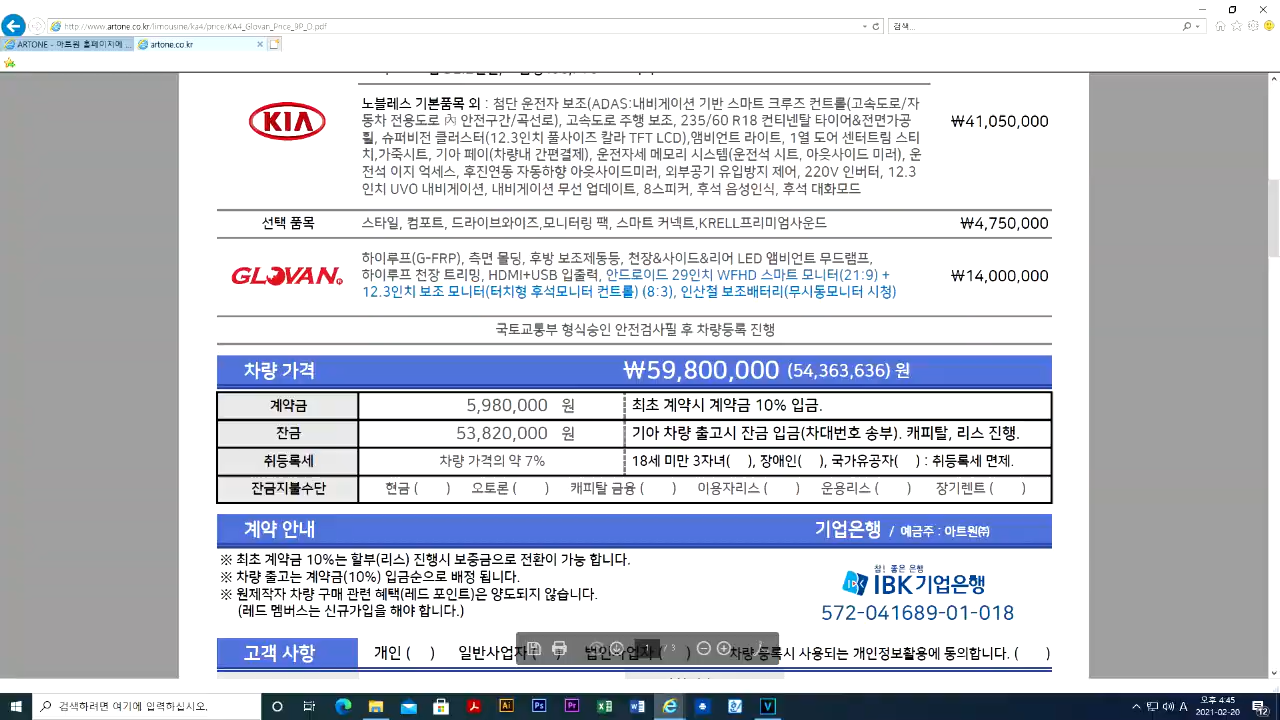 http://www.artone.co.kr/limousine/ka4/price/KA4_Glovan_Price_9P_D.pdf
검색...
ARTONE - 아트원 홈페이지에 ...
artone.co.kr
KIA
노블레스 기본품목 외 : 첨단 운전자 보조(ADAS:내비게이션 기반 스마트 크루즈 컨트롤(고속도로/자
동차 전용도로 內 안전구간/곡선로), 고속도로 주행 보조, 235/60 R18 컨티넨탈 타이어&전면가공
휠, 슈퍼비전 클러스터(12.3인치 풀사이즈 칼라 TFT LCD),앰비언트 라이트, 1열 도어 센터트림 스티
치,가죽시트, 기아 페이(차량내 간편결제), 운전자세 메모리 시스템(운전석 시트, 아웃사이드 미러), 운
전석 이지 억세스, 후진연동 자동하향 아웃사이드미러, 외부공기 유입방지 제어, 220V 인버터, 12.3
인치 UVO 내비게이션, 내비게이션 무선 업데이트, 8스피커, 후석 음성인식, 후석 대화모드
₩41,050,000
선택 품목
스타일, 컴포트, 드라이브와이즈,모니터링 팩, 스마트 커넥트,KRELL프리미엄사운드
₩4,750,000
GLOVAN
하이루프(G-FRP), 측면 몰딩, 후방 보조제동등, 천장&사이드&리어 LED 앰비언트 무드램프,
하이루프 천장 트리밍, HDMI+USB 입출력, 안드로이드 29인치 WFHD 스마트 모니터(21:9) +
12.3인치 보조 모니터(터치형 후석모니터 컨트롤) (8:3), 인산철 보조배터리(무시동모니터 시청)
₩14,000,000
국토교통부 형식승인 안전검사필 후 차량등록 진행
차량 가격 ₩59,800,000 (54,363,636) 원
계약금 5,980,000 원 최초 계약시 계약금 10% 입금.
잔금 53,820,000 원 기아 차량 출고시 잔금 입금(차대번호 송부). 캐피탈, 리스 진행.
취등록세 차량 가격의 약 7% 18세 미만 3자녀( ), 장애인( ), 국가유공자( ) : 취등록세 면제.
잔금지불수단 현금 ( ) 오토론 ( ) 캐피탈 금융 ( ) 이용자리스 ( ) 운용리스 ( ) 장기렌트 ( )
계약 안내 기업은행 / 예금주 : 아트원㈜
※ 최초 계약금 10%는 할부(리스) 진행시 보증금으로 전환이 가능 합니다.
※ 차량 출고는 계약금(10%) 입금순으로 배정 됩니다.
※ 원제작자 차량 구매 관련 혜택(레드 포인트)은 양도되지 않습니다.
(레드 멤버스는 신규가입을 해야 합니다.)
참! 좋은 은행
IBK기업은행
572-041689-01-018
고객 사항 개인 ( ) 일반사업자 ( ) 법인사업자 ( ) 차량 등록시 사용되는 개인정보활용에 동의합니다. ( )
/ 3
검색하려면 여기에 입력하십시오.
A
오후 4:45
2021-02-20
12